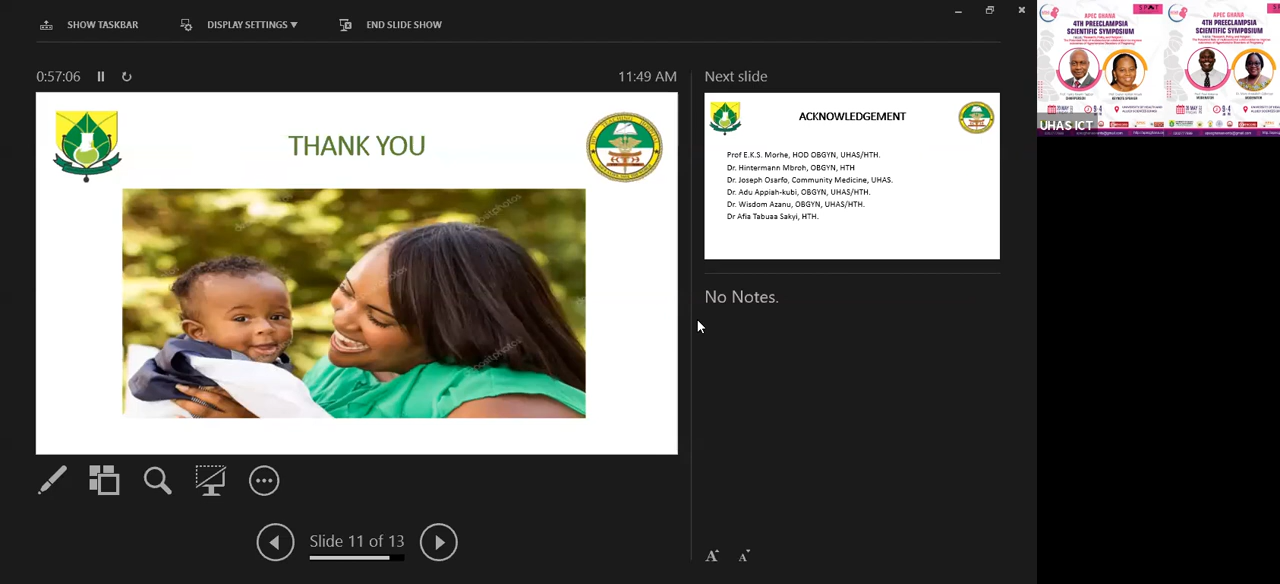 SHOW TASKBAR
DISPLAY SETTINGS ▼
END SLIDE SHOW
0:57:06
11:49 AM
Next slide
THANK YOU
depositphotos
ACKNOWLEDGEMENT
Prof E.K.S. Morhe, HOD OBGYN, UHAS/HTH.
Dr. Hintermann Mbroh, OBGYN, HTH
Dr. Joseph Osarfo, Community Medicine, UHAS.
Dr. Adu Appiah-kubi, OBGYN, UHAS/HTH.
Dr. Wisdom Azanu, OBGYN, UHAS/HTH.
Dr Afia Tabuaa Sakyi, HTH.
No Notes.
Slide 11 of 13
APEC GHANA
4TH PREECLAMPSIA
SCIENTIFIC SYMPOSIUM
APEC GHANA
4TH PREECLAMPSIA
SCIENTIFIC SYMPOSIUM
UHAS ICT